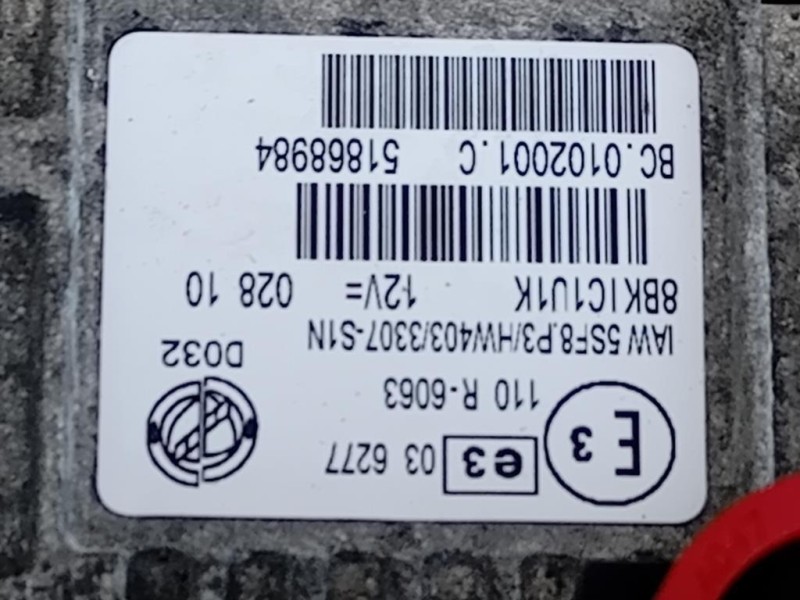 E3 e3 03 6277
110 R-6063
D032
IAW 5SF8.P3/HW403/3307-S1N
8BKIC1U1K 12V= 028 10
BC.0102001.C 51868984